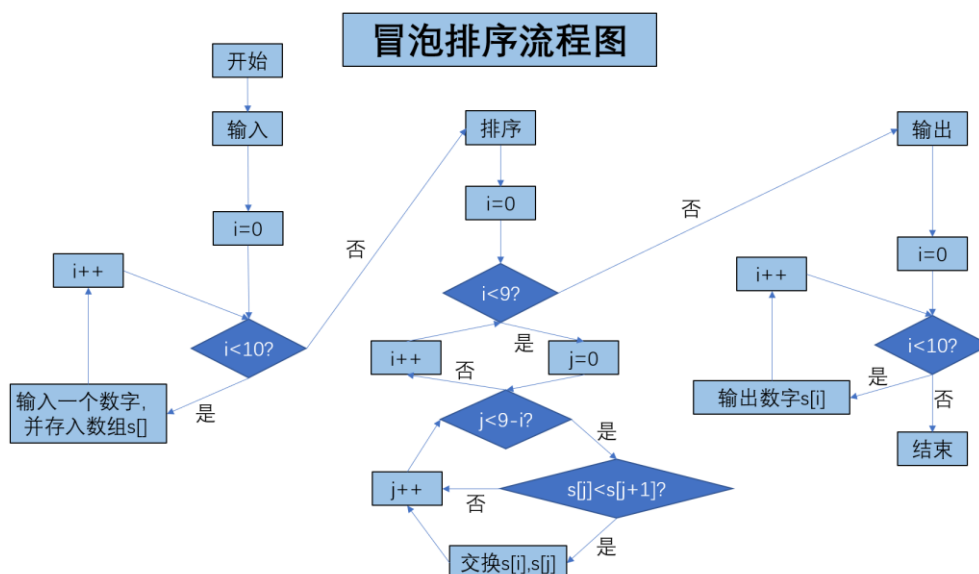 冒泡排序流程图
开始
输入
i=0
i<10?
是
输入一个数字,
并存入数组s[]
i++
否
排序
i=0
i<9?
是
j=0
j<9-i?
是
s[j]<s[j+1]?
是
交换s[i],s[j]
否
j++
否
i++
否
输出
i=0
i<10?
是
输出数字s[i]
i++
否
结束